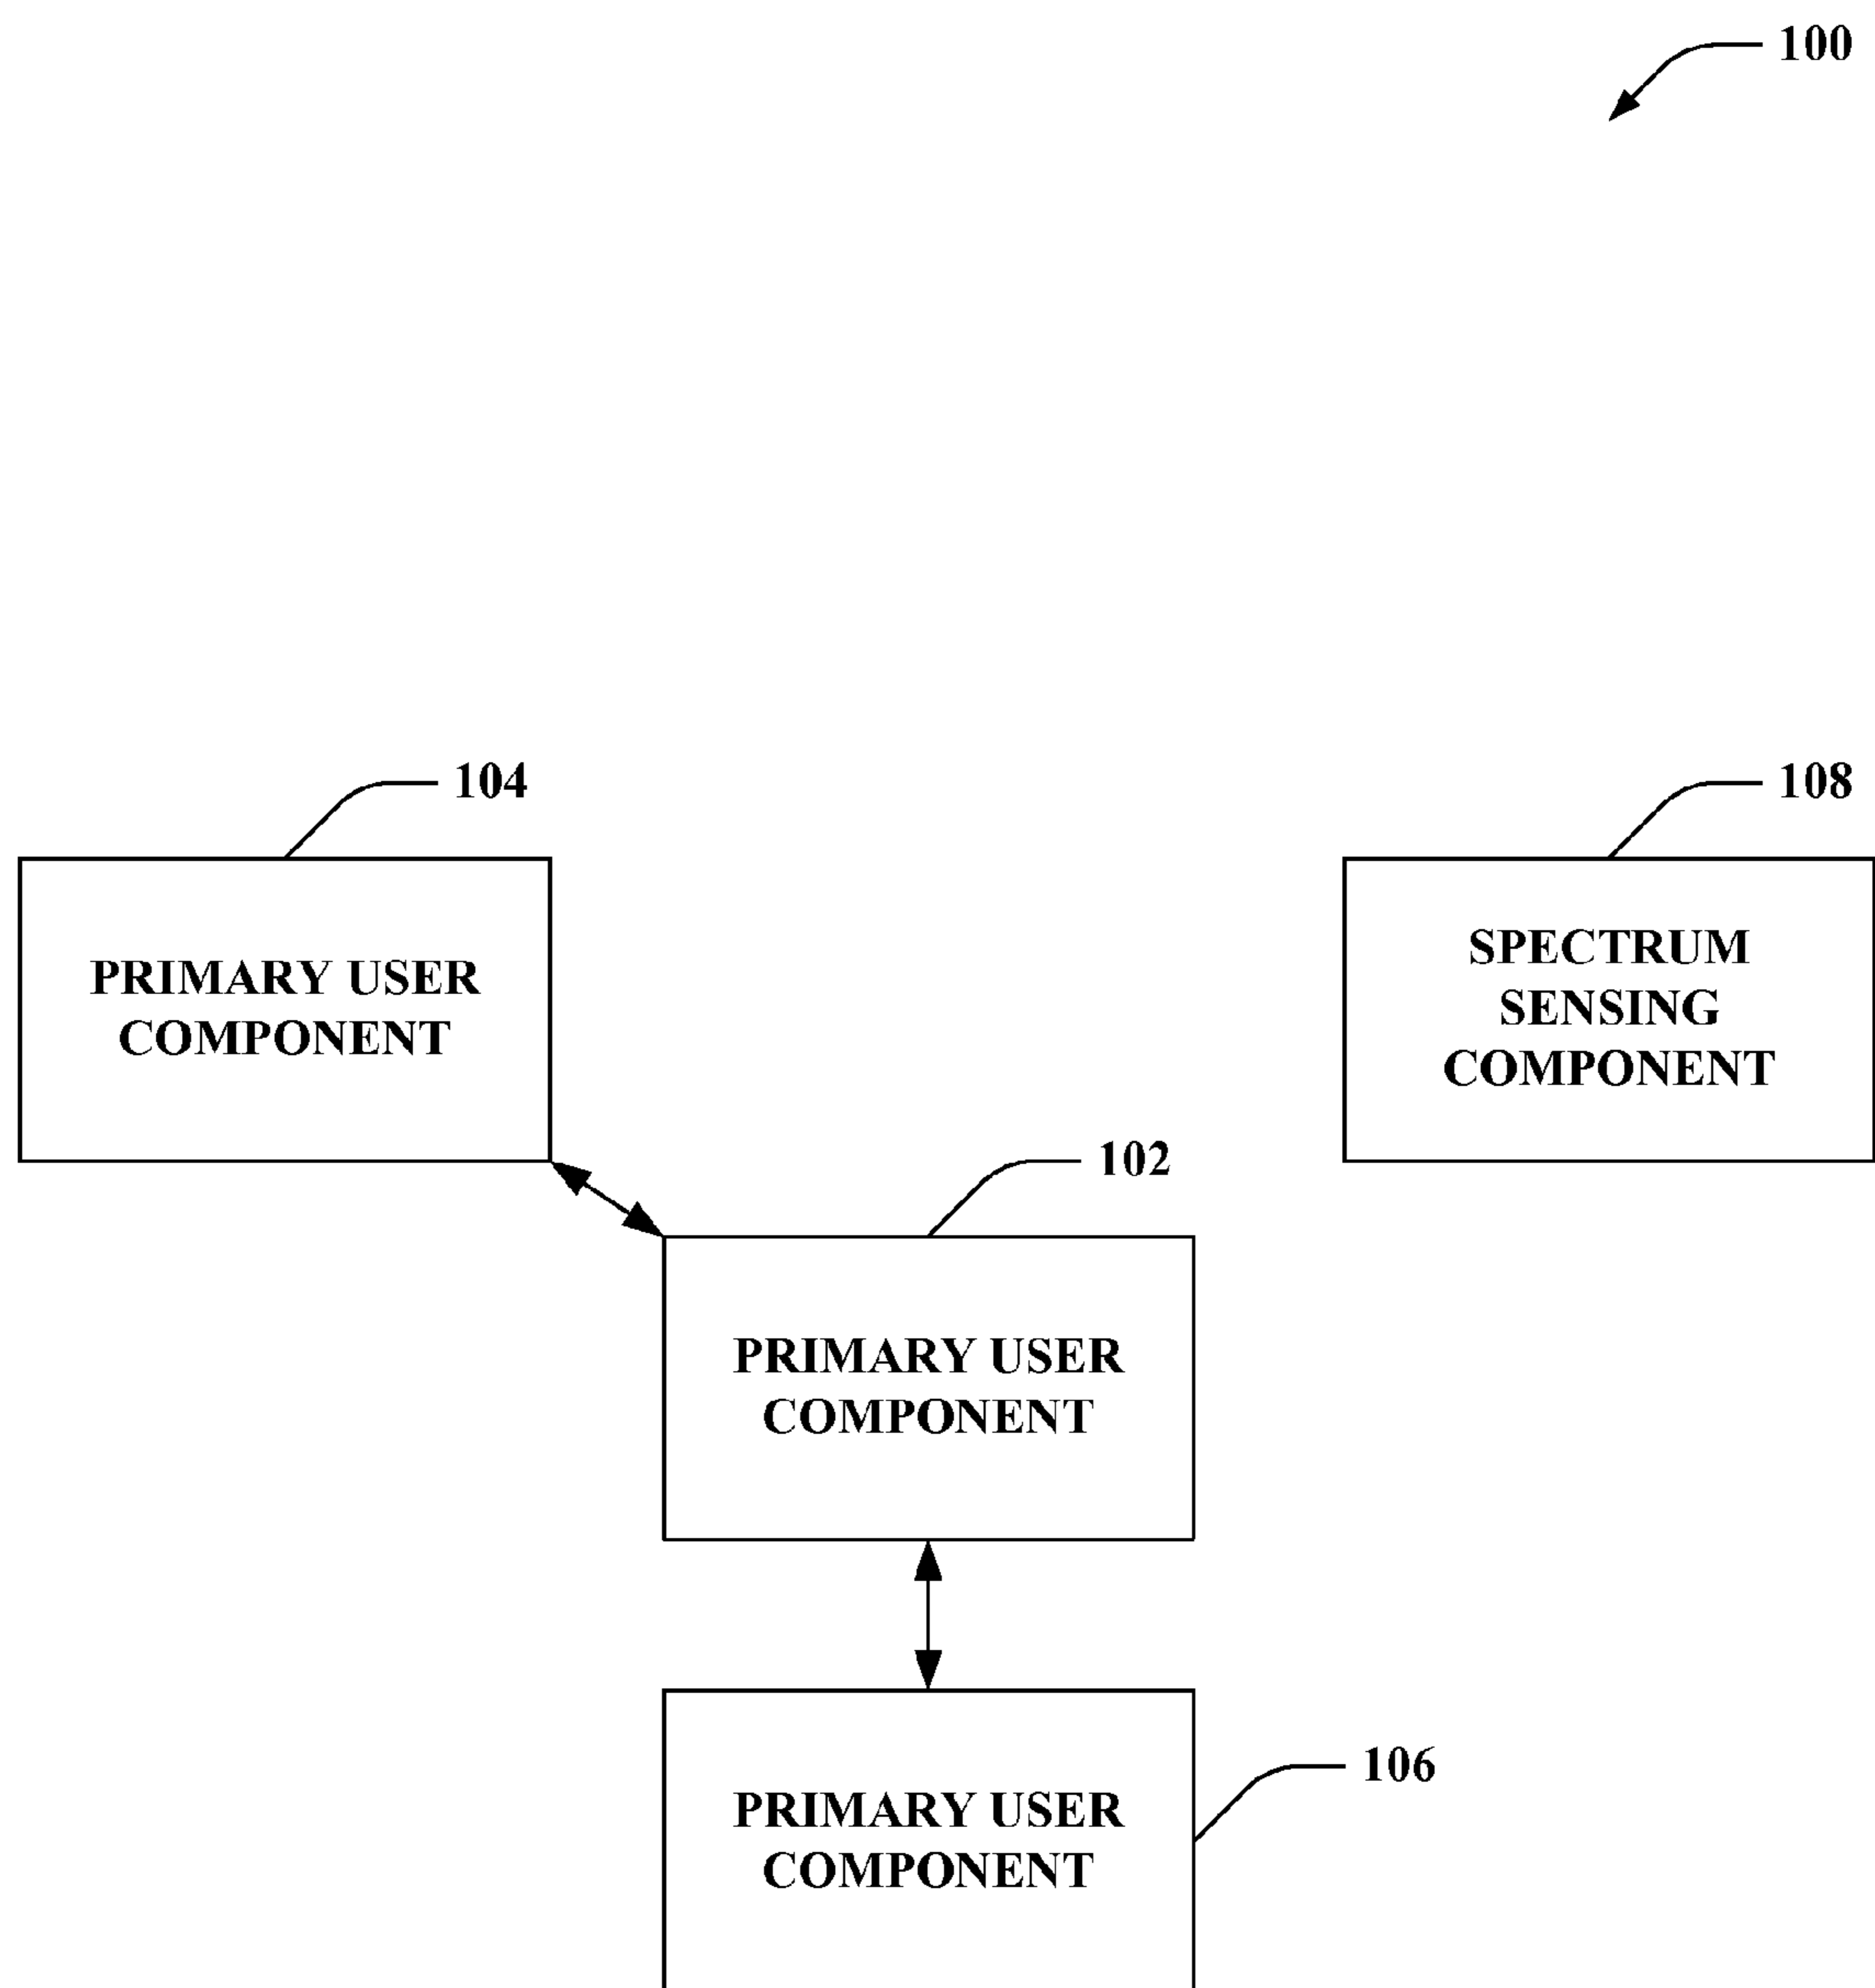 100
104
108
PRIMARY USER
COMPONENT
SPECTRUM
SENSING
COMPONENT
102
PRIMARY USER
COMPONENT
106
PRIMARY USER
COMPONENT